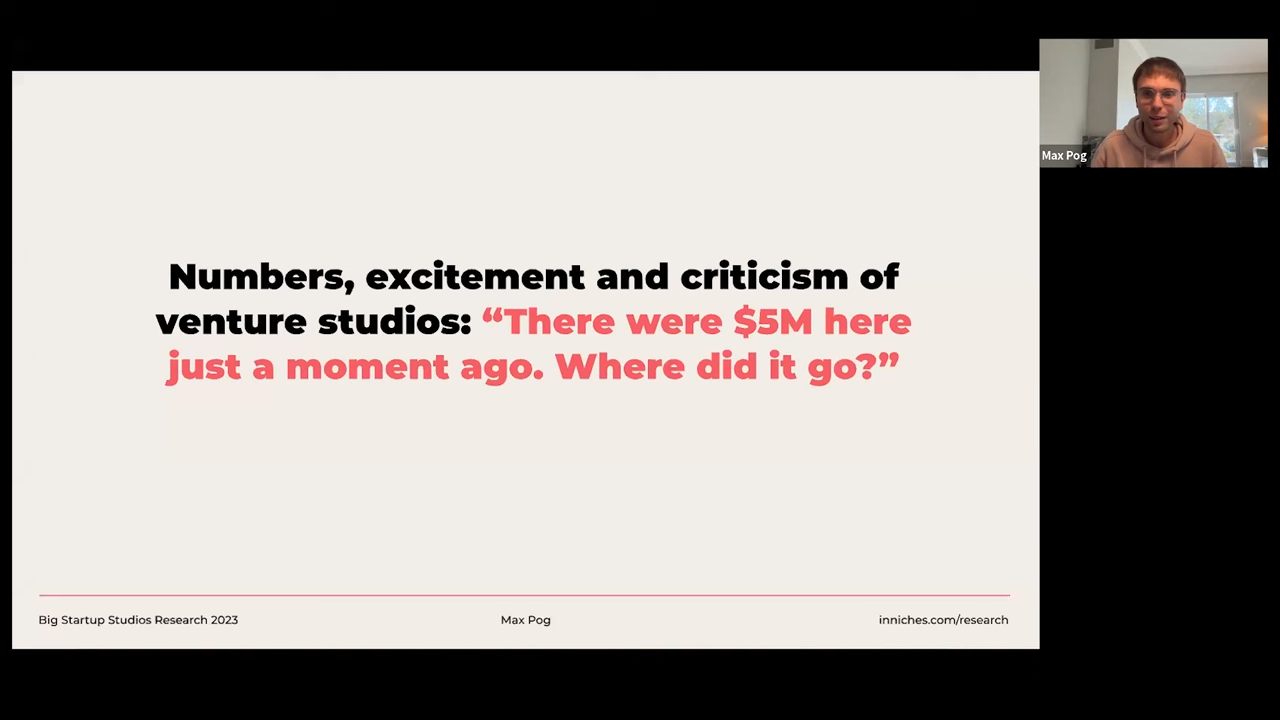 Numbers, excitement and criticism of
venture studios: “There were $5M here
just a moment ago. Where did it go?”
Big Startup Studios Research 2023
Max Pog
inniches.com/research
Max Pog